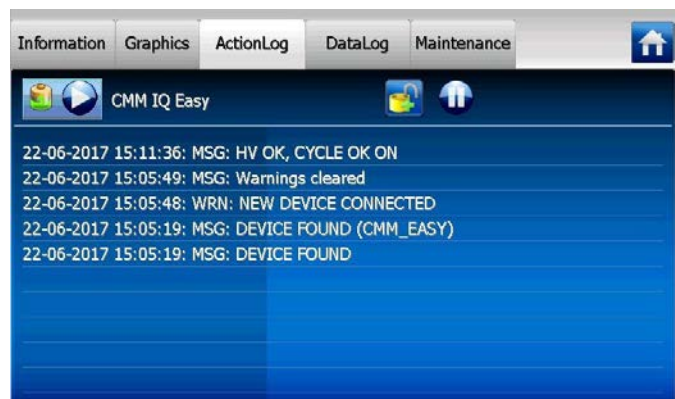 Information Graphics ActionLog DataLog Maintenance
CMM IQ Easy
22-06-2017 15:11:36: MSG: HV OK, CYCLE OK ON
22-06-2017 15:05:49: MSG: Warnings cleared
22-06-2017 15:05:48: WRN: NEW DEVICE CONNECTED
22-06-2017 15:05:19: MSG: DEVICE FOUND (CMM_EASY)
22-06-2017 15:05:19: MSG: DEVICE FOUND